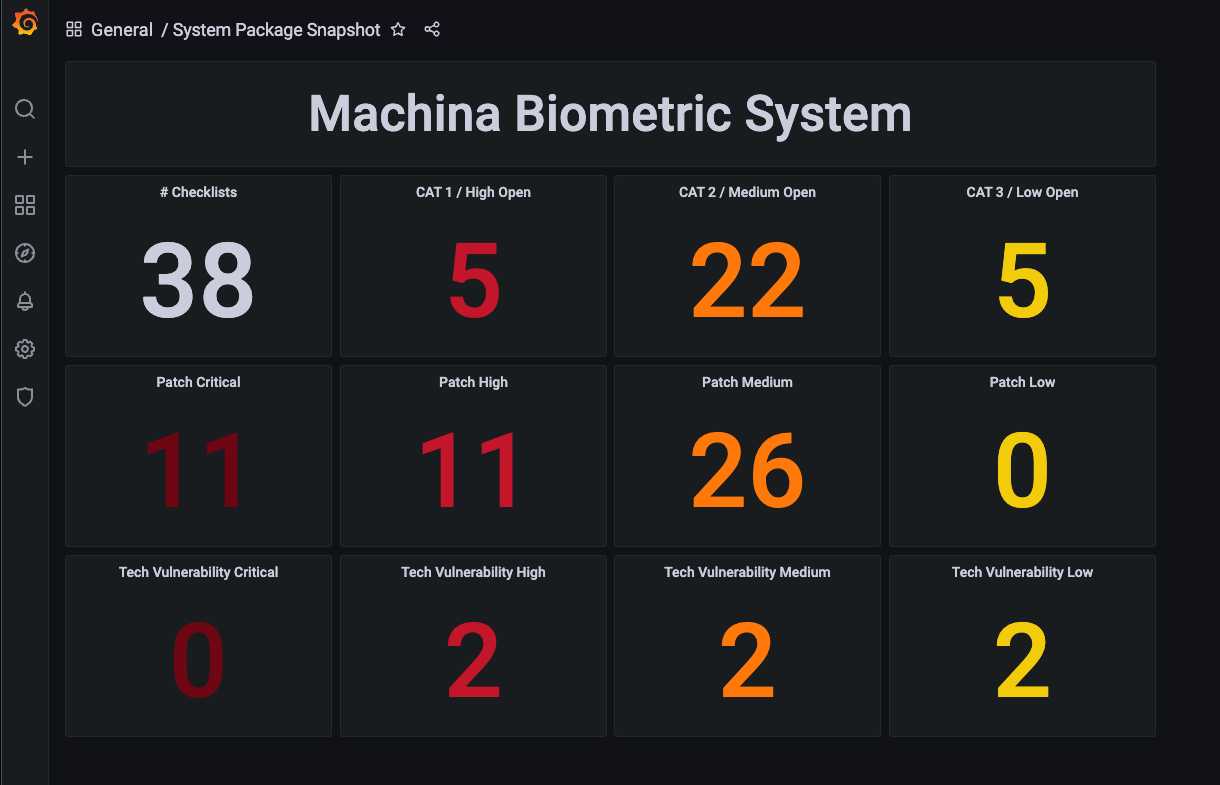 General / System Package Snapshot
Machina Biometric System
# Checklists
CAT 1 / High Open
CAT 2 / Medium Open
CAT 3 / Low Open
38
5
22
5
Patch Critical
Patch High
Patch Medium
Patch Low
11
11
26
0
Tech Vulnerability Critical
Tech Vulnerability High
Tech Vulnerability Medium
Tech Vulnerability Low
0
2
2
2